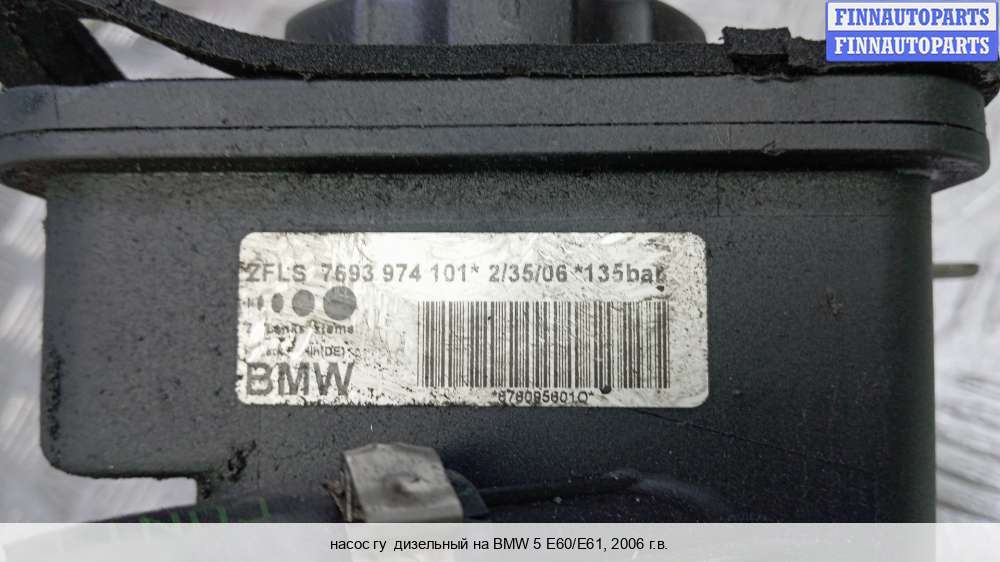 FINNAUTOPARTS
FINNAUTOPARTS
ZFLS 7693 974 101* 2/35/06 *135bar
BMW
насос гу дизельный на BMW 5 E60/E61, 2006 г.в.